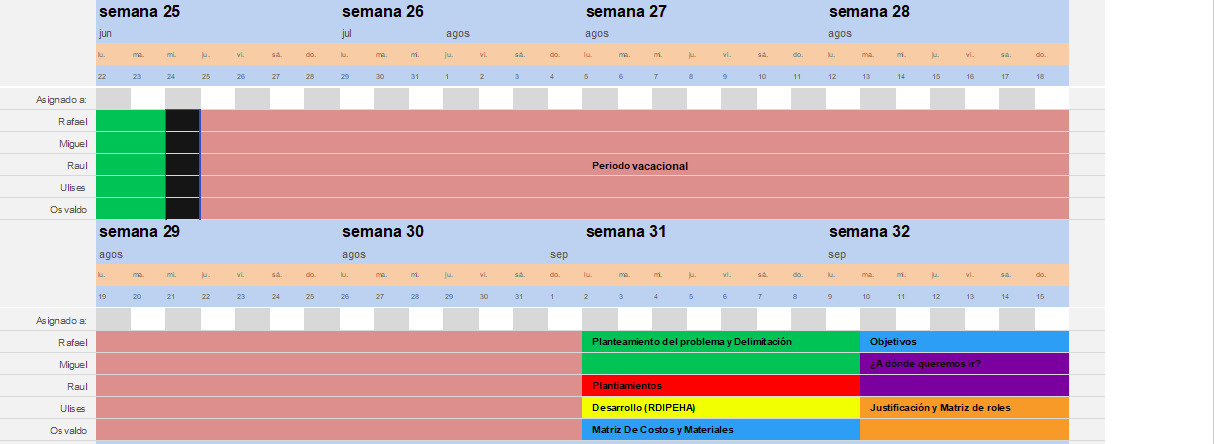 semana 25 semana 26 semana 27 semana 28
jun jul agos agos agos
lu. ma. mi. ju. vi. sá. do. lu. ma. mi. ju. vi. sá. do. lu. ma. mi. ju. vi. sá. do. lu. ma. mi. ju. vi. sá. do.
22 23 24 25 26 27 28 29 30 31 1 2 3 4 5 6 7 8 9 10 11 12 13 14 15 16 17 18
Asignado a:
Rafael
Miguel
Raul Periodo vacacional
Ulises
Osvaldo
semana 29 semana 30 semana 31 semana 32
agos agos sep sep
lu. ma. mi. ju. vi. sá. do. lu. ma. mi. ju. vi. sá. do. lu. ma. mi. ju. vi. sá. do. lu. ma. mi. ju. vi. sá. do.
19 20 21 22 23 24 25 26 27 28 29 30 31 1 2 3 4 5 6 7 8 9 10 11 12 13 14 15
Asignado a:
Rafael Planteamiento del problema y Delimitación Objetivos
Miguel ¿A dónde queremos ir?
Raul Plantiamientos
Ulises Desarrollo (RDIPEHA) Justificación y Matriz de roles
Osvaldo Matriz De Costos y Materiales